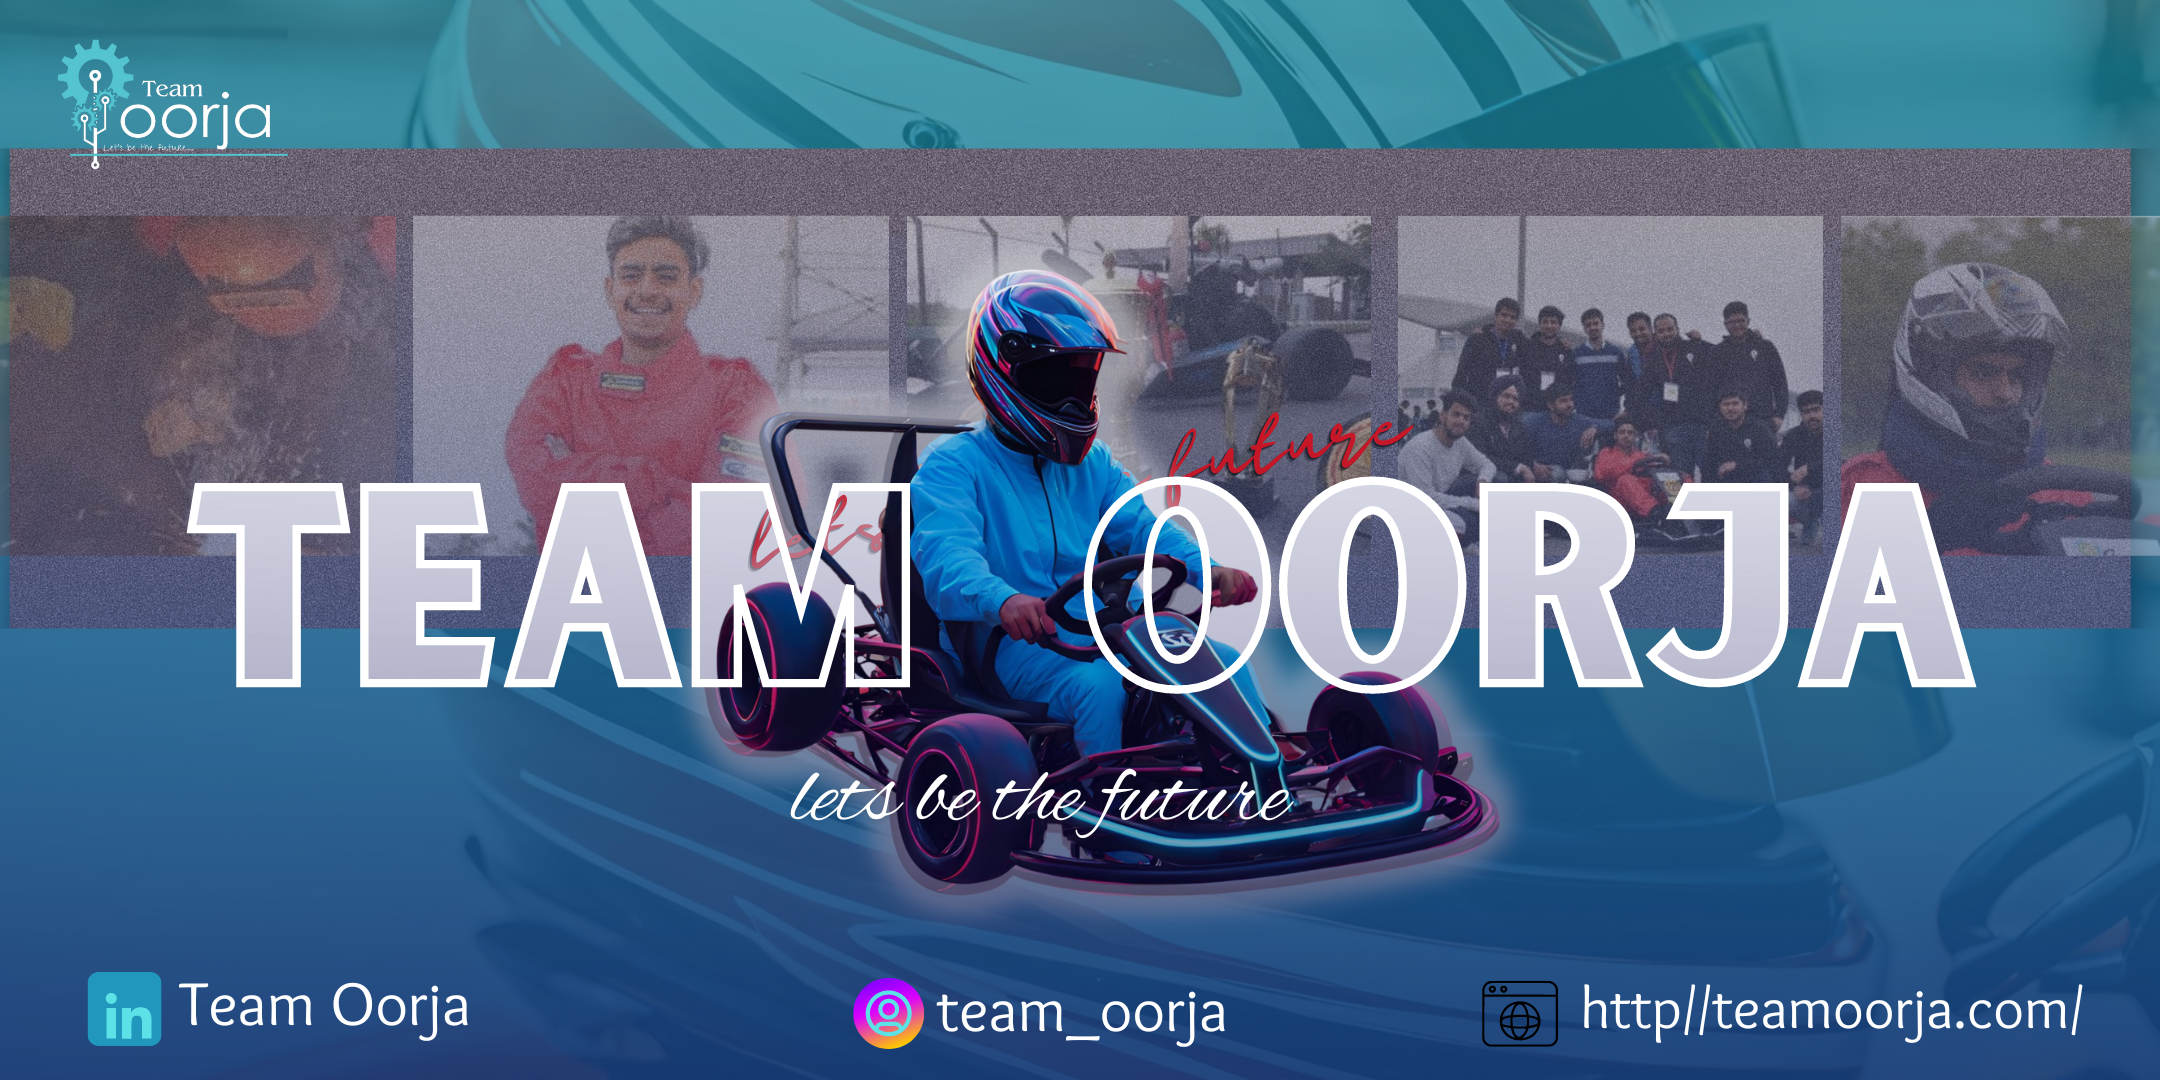 Team
oorja
Let's be the future...
future
lets
TEAM OORJA
lets be the future
Team Oorja
team_oorja
http//teamoorja.com/